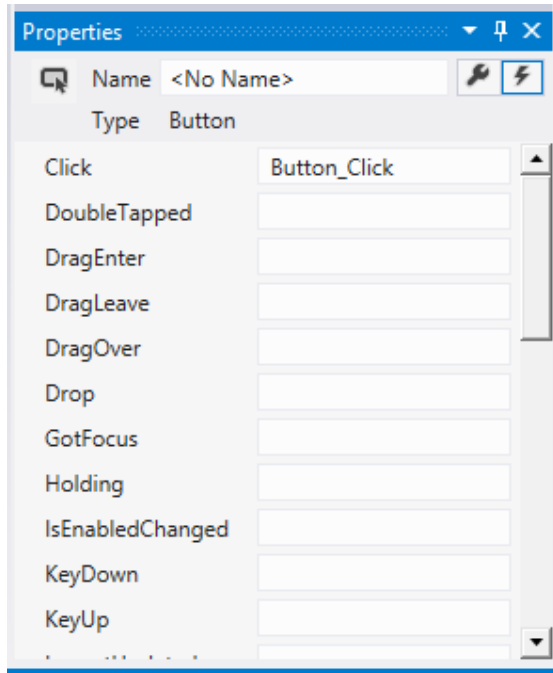 Properties
Name <No Name>
Type Button
Click Button_Click
DoubleTapped
DragEnter
DragLeave
DragOver
Drop
GotFocus
Holding
IsEnabledChanged
KeyDown
KeyUp